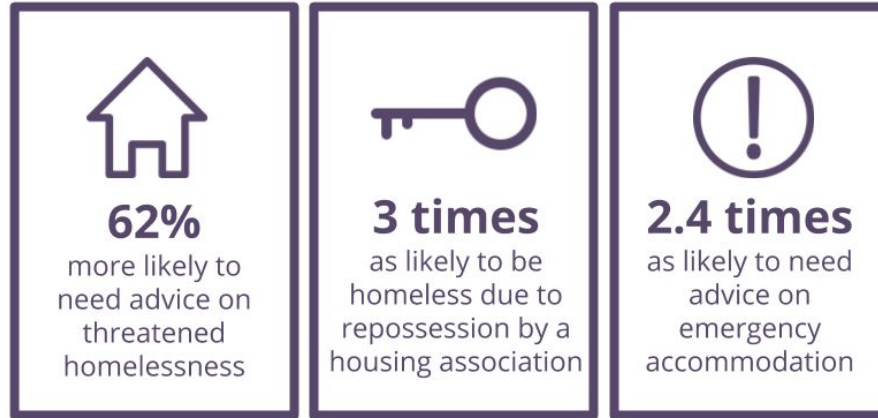 62%
more likely to
need advice on
threatened
homelessness
3 times
as likely to be
homeless due to
repossession by a
housing association
2.4 times
as likely to need
advice on
emergency
accommodation